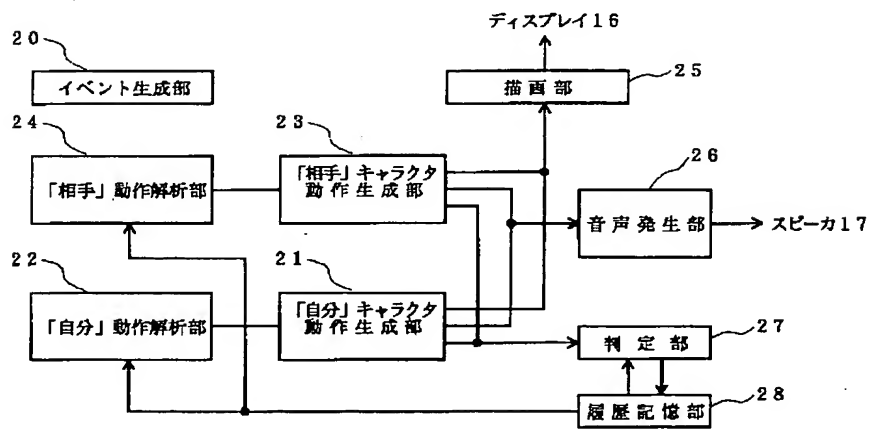 ディスプレイ16
20
25
イベント生成部
描画部
24
23
26
「相手」動作解析部
「相手」キャラクタ
動作生成部
音声発生部
スピーカ17
22
21
「自分」動作解析部
「自分」キャラクタ
動作生成部
27
判定部
28
履歴記憶部